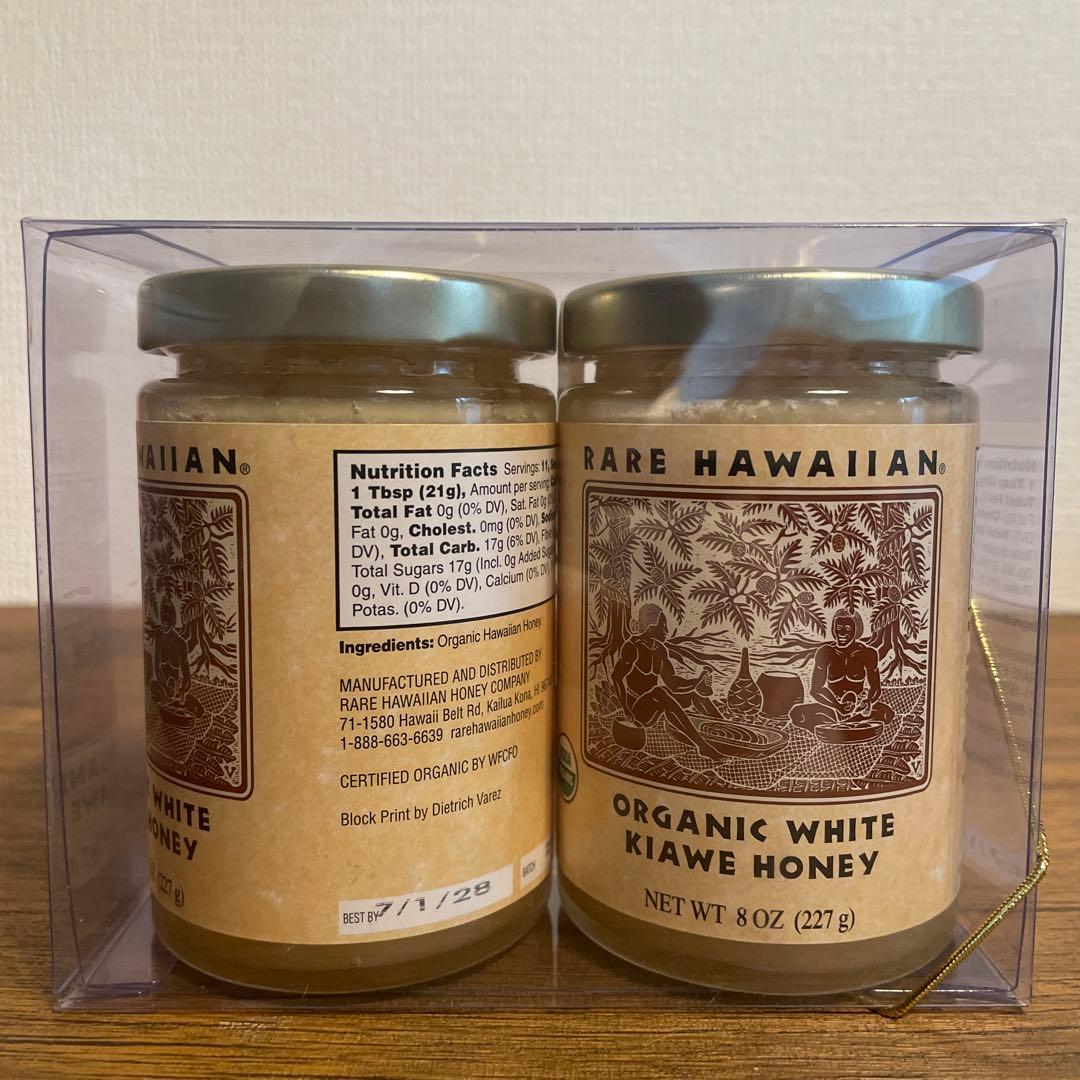 WAIIAN®
WHITE
HONEY
(227 g)
Nutrition Facts Servings: 11,
1 Tbsp (21g), Amount per serving:
Total Fat 0g (0% DV), Sat. Fat 0g
Fat 0g, Cholest. 0mg (0% DV),
DV), Total Carb. 17g (6% DV),
Total Sugars 17g (Incl. 0g Added
0g, Vit. D (0% DV), Calcium (0% DV)
Potas. (0% DV).
Ingredients: Organic Hawaiian Honey.
MANUFACTURED AND DISTRIBUTED BY
RARE HAWAIIAN HONEY COMPANY
71-1580 Hawaii Belt Rd, Kailua Kona, HI
1-888-663-6639 rarehawaiianhoney.com
CERTIFIED ORGANIC BY WFCFO
Block Print by Dietrich Varez
BEST BY 7/1/28
BATCH
RARE HAWAIIAN®
ORGANIC WHITE
KIAWE HONEY
NET WT 8 OZ (227 g)